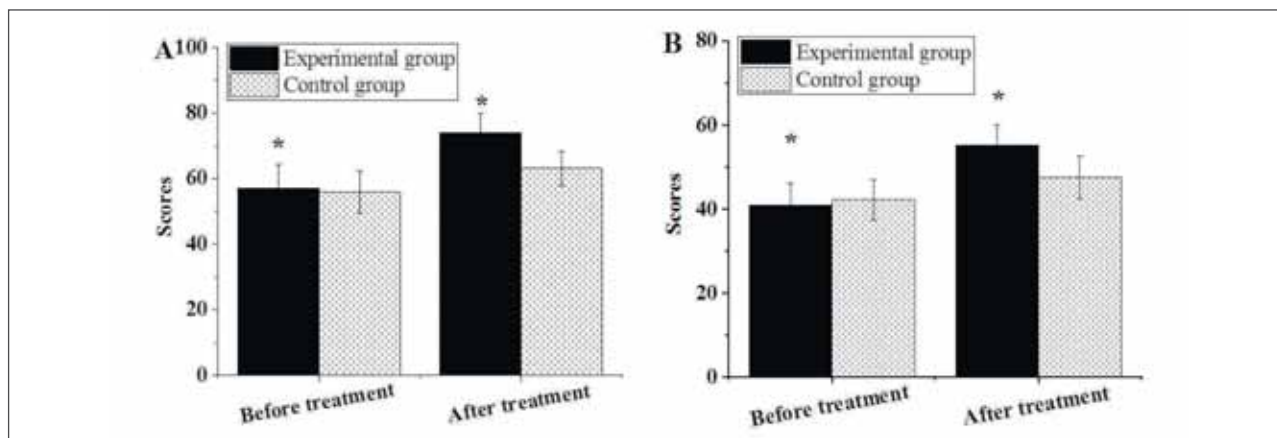 A
100
80
60
40
20
0
Scores
Experimental group
Control group
*
*
Before treatment
After treatment
B
80
60
40
20
0
Scores
Experimental group
Control group
*
*
Before treatment
After treatment